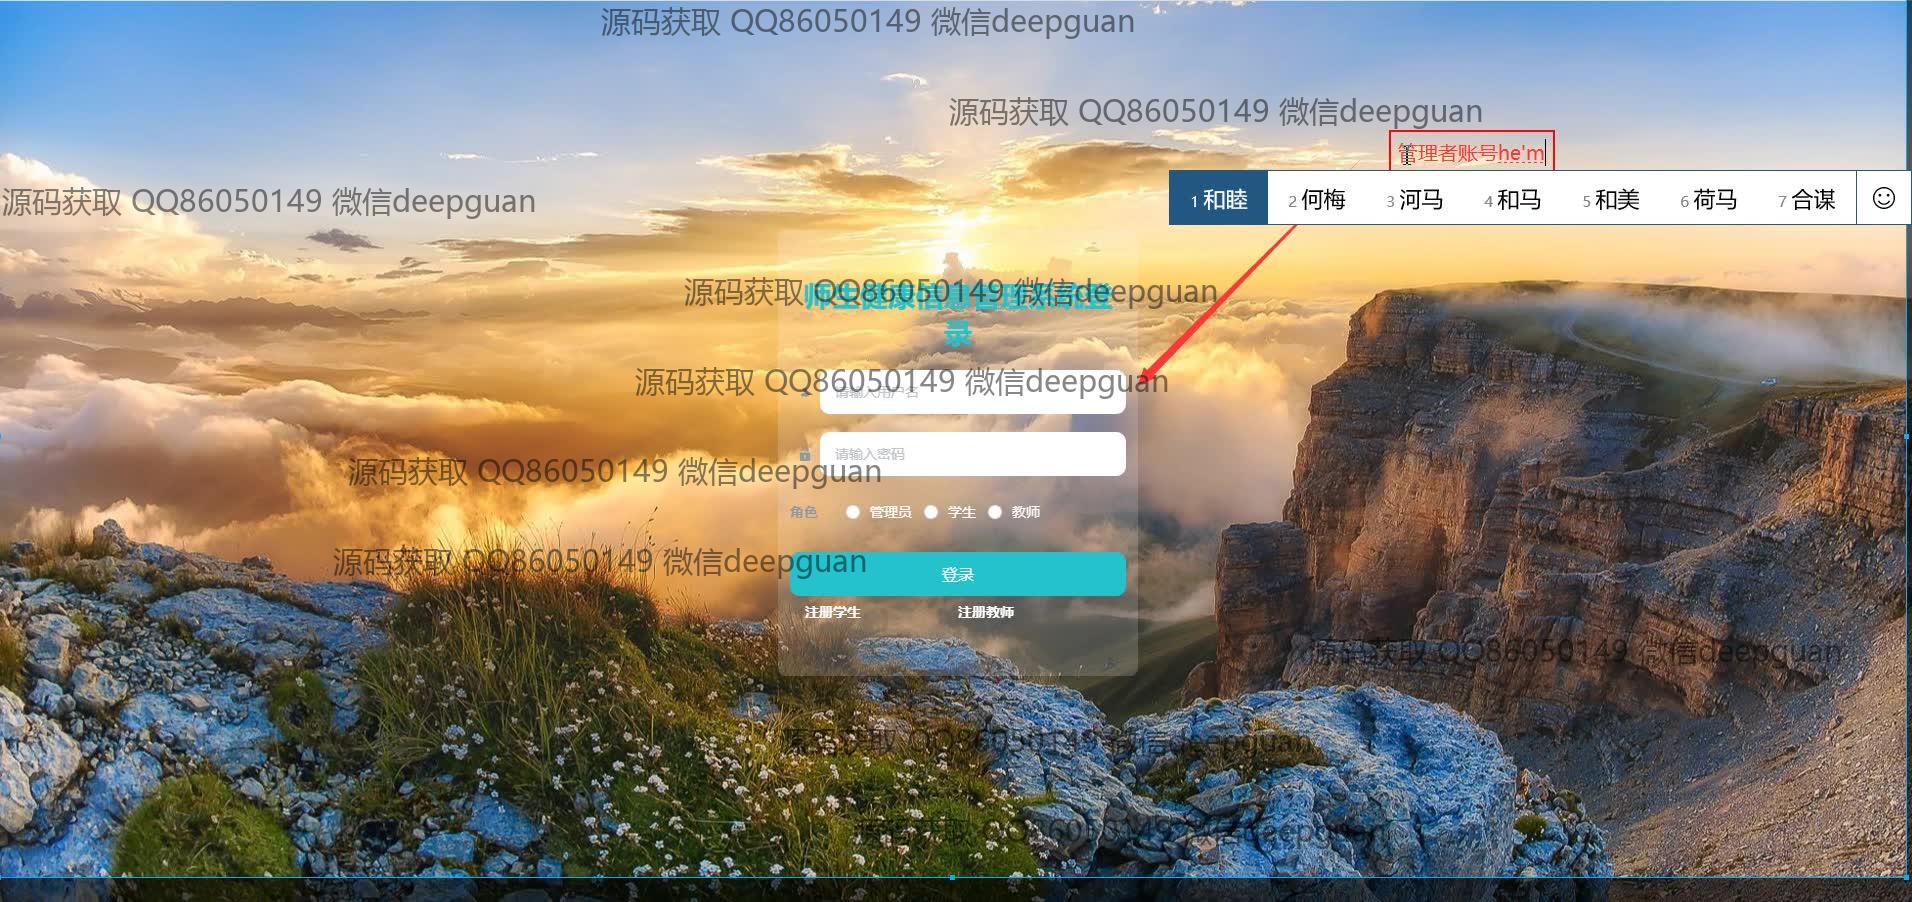 源码获取 QQ86050149 微信deepguan
源码获取 QQ86050149 微信deepguan
管理者账号he'm
源码获取 QQ86050149 微信deepguan
1 和睦 2 何梅 3 河马 4 和马 5 和美 6 荷马 7 合谋
源码获取 QQ86050149 微信deepguan
师生健康信息管理系统登
录
源码获取 QQ86050149 微信deepguan
请输入用户名
请输入密码
源码获取 QQ86050149 微信deepguan
角色 管理员 学生 教师
源码获取 QQ86050149 微信deepguan
登录
注册学生 注册教师
源码获取 QQ86050149 微信deepguan
源码获取 QQ86050149 微信deepguan
源码获取 QQ86050149 微信deepguan